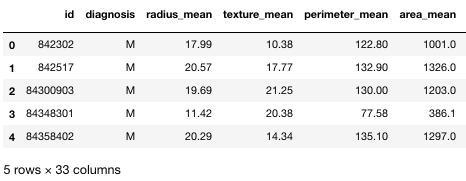 id diagnosis radius_mean texture_mean perimeter_mean area_mean
0 842302 M 17.99 10.38 122.80 1001.0
1 842517 M 20.57 17.77 132.90 1326.0
2 84300903 M 19.69 21.25 130.00 1203.0
3 84348301 M 11.42 20.38 77.58 386.1
4 84358402 M 20.29 14.34 135.10 1297.0
5 rows × 33 columns